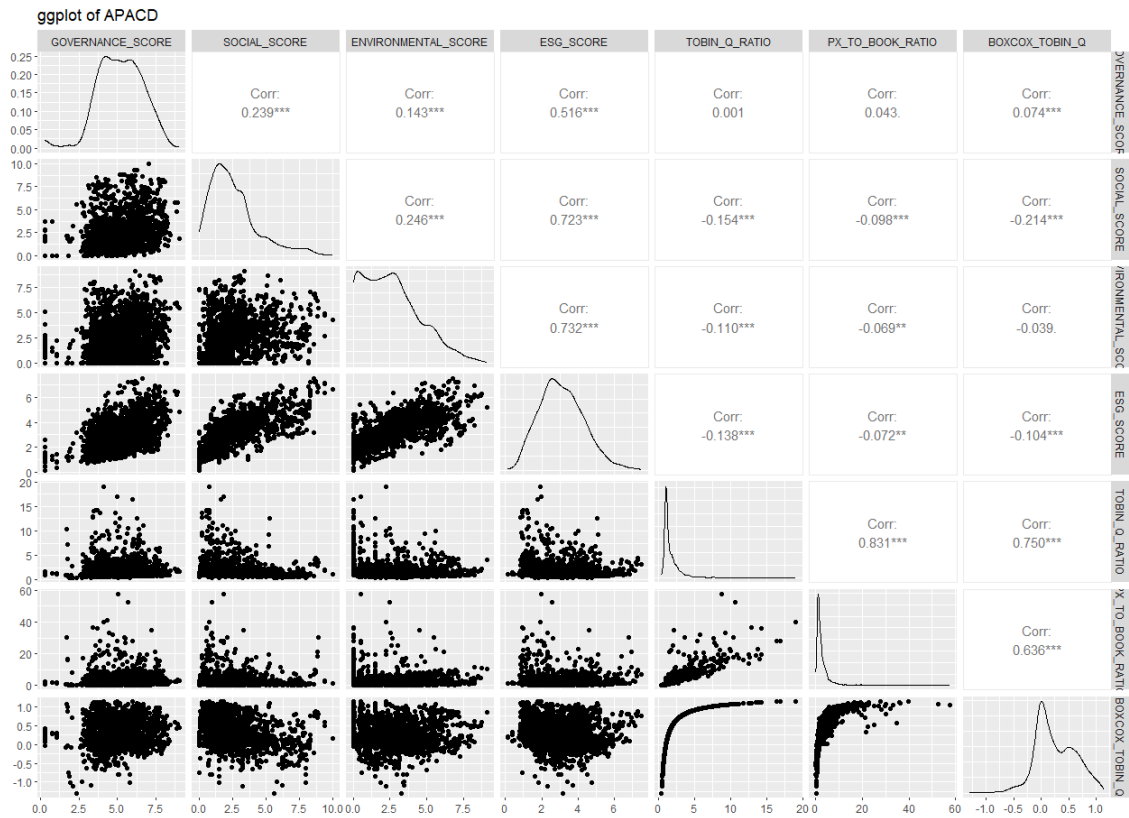 ggplot of APACD
GOVERNANCE_SCORE SOCIAL_SCORE ENVIRONMENTAL_SCORE ESG_SCORE TOBIN_Q_RATIO PX_TO_BOOK_RATIO BOXCOX_TOBIN_Q
0.25
0.20
0.15
0.10
0.05
0.00
Corr: Corr: Corr: Corr: Corr: Corr:
0.239*** 0.143*** 0.516*** 0.001 0.043. 0.074***
OVERNANCE_SCOR
10.0
7.5
5.0
2.5
0.0
Corr: Corr: Corr: Corr: Corr:
0.246*** 0.723*** -0.154*** -0.098*** -0.214***
SOCIAL_SCORE
7.5
5.0
2.5
0.0
Corr: Corr: Corr: Corr:
0.732*** -0.110*** -0.069** -0.039.
VIRONMENTAL_SCO
6
4
2
0
Corr: Corr: Corr:
-0.138*** -0.072** -0.104***
ESG_SCORE
20
15
10
5
0
Corr: Corr:
0.831*** 0.750***
TOBIN_Q_RATIO
60
40
20
0
Corr:
0.636***
PX_TO_BOOK_RATIO
1.0
0.5
0.0
-0.5
-1.0
BOXCOX_TOBIN_Q
0.0 2.5 5.0 7.5 0.0 2.5 5.0 7.5 10.0 0.0 2.5 5.0 7.5 0 2 4 6 0 5 10 15 20 0 20 40 60 -1.0 -0.5 0.0 0.5 1.0